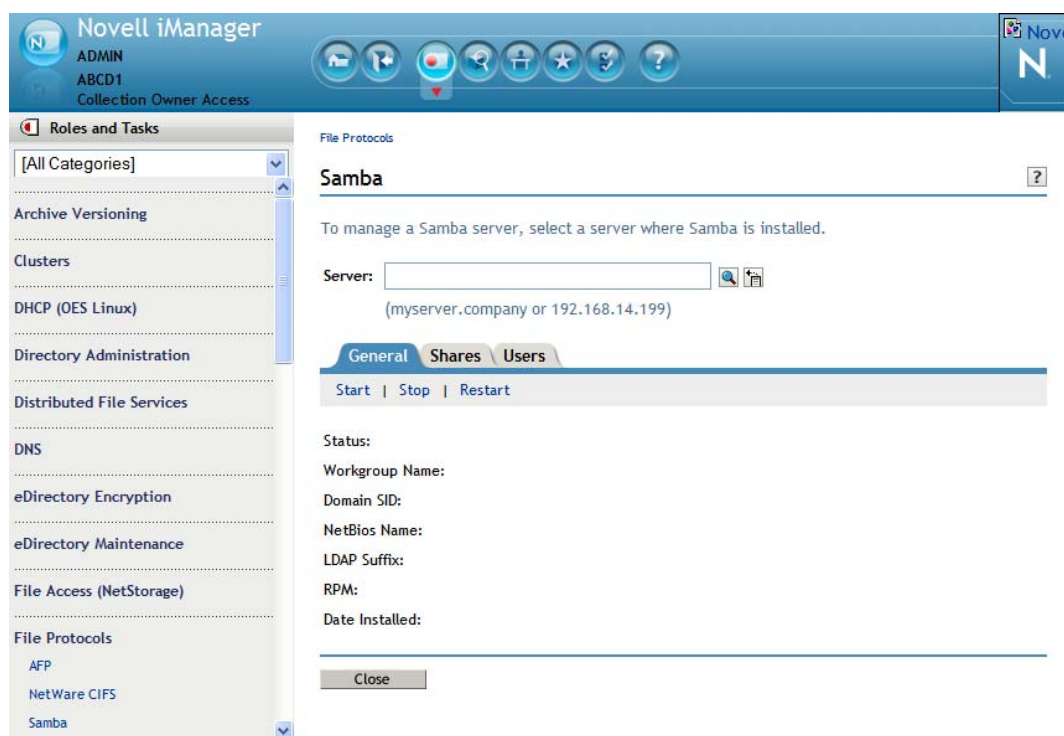 Novell iManager
ADMIN
ABCD1
Collection Owner Access
N
?
Nove
N
Roles and Tasks
[All Categories]
Archive Versioning
Clusters
DHCP (OES Linux)
Directory Administration
Distributed File Services
DNS
eDirectory Encryption
eDirectory Maintenance
File Access (NetStorage)
File Protocols
AFP
NetWare CIFS
Samba
File Protocols
Samba
?
To manage a Samba server, select a server where Samba is installed.
Server:
(myserver.company or 192.168.14.199)
General Shares Users
Start | Stop | Restart
Status:
Workgroup Name:
Domain SID:
NetBios Name:
LDAP Suffix:
RPM:
Date Installed:
Close